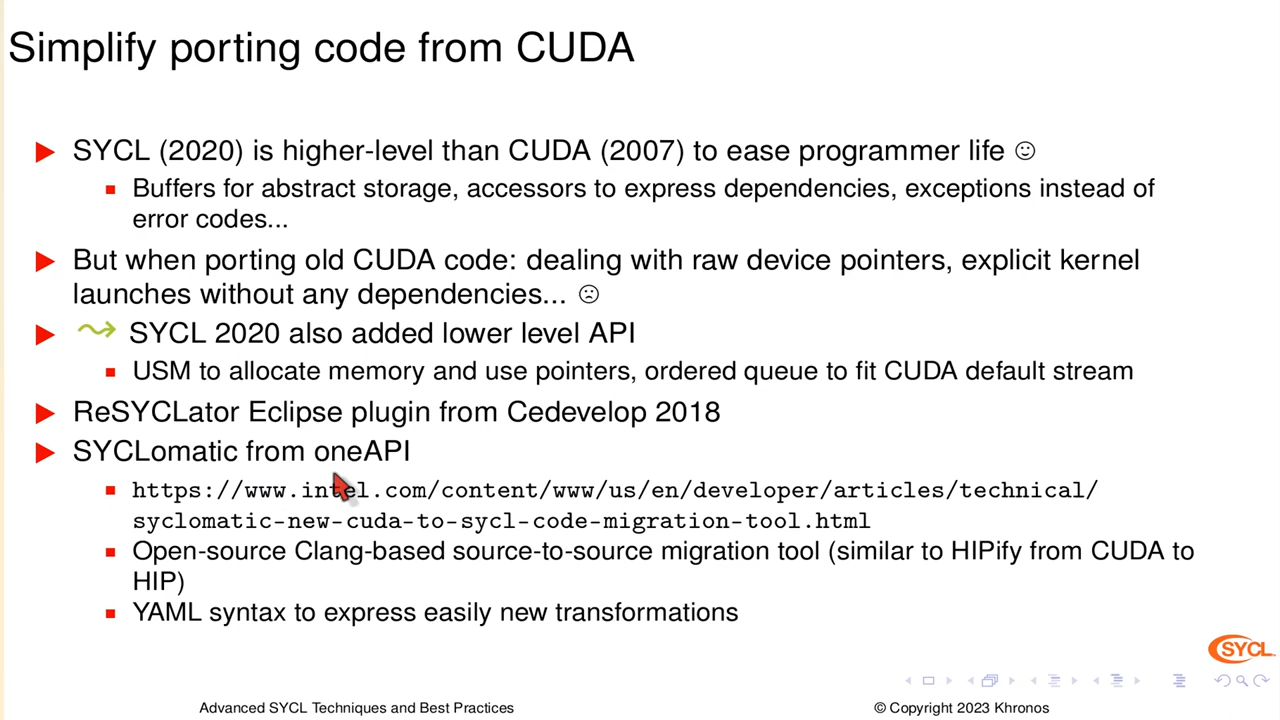 Simplify porting code from CUDA
SYCL (2020) is higher-level than CUDA (2007) to ease programmer life ☺
Buffers for abstract storage, accessors to express dependencies, exceptions instead of
error codes...
But when porting old CUDA code: dealing with raw device pointers, explicit kernel
launches without any dependencies... ☹
⇝ SYCL 2020 also added lower level API
USM to allocate memory and use pointers, ordered queue to fit CUDA default stream
ReSYCLator Eclipse plugin from Cedevelop 2018
SYCLomatic from oneAPI
https://www.intel.com/content/www/us/en/developer/articles/technical/
syclomatic-new-cuda-to-sycl-code-migration-tool.html
Open-source Clang-based source-to-source migration tool (similar to HIPify from CUDA to
HIP)
YAML syntax to express easily new transformations
SYCL
Advanced SYCL Techniques and Best Practices
© Copyright 2023 Khronos